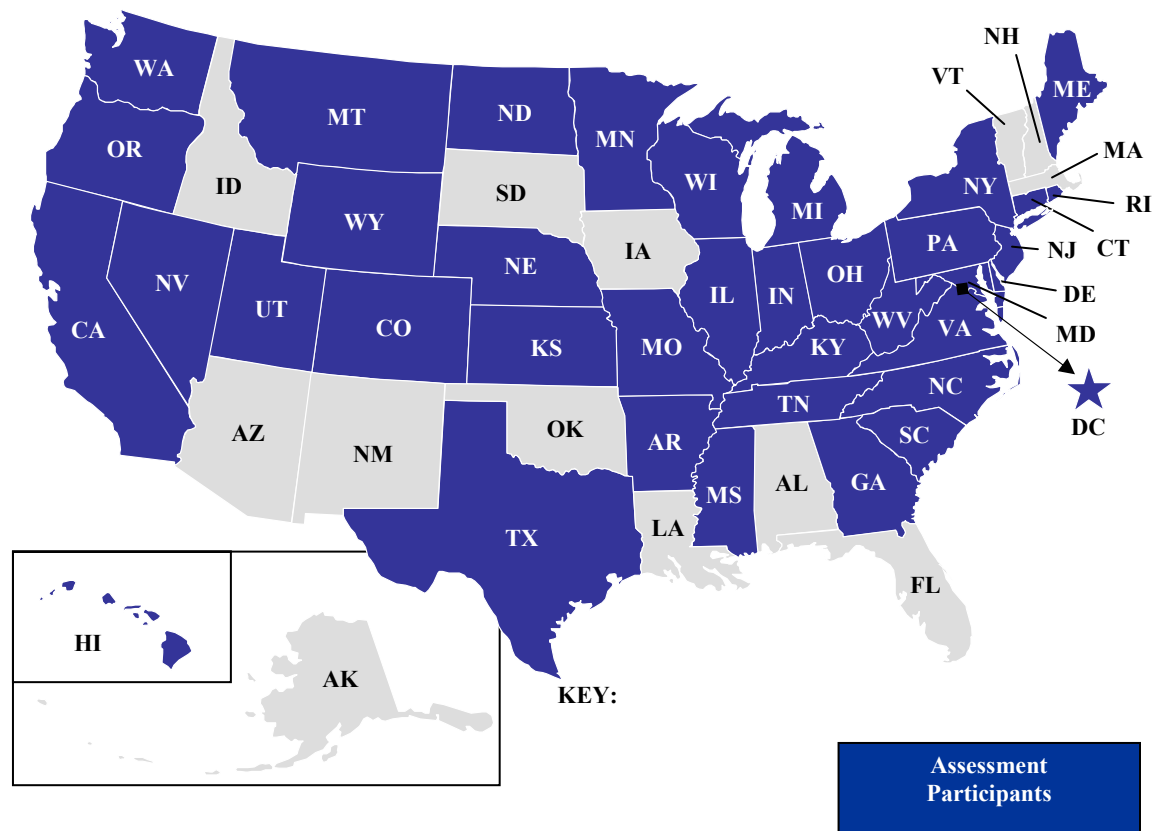 NH
VT
ME
WA
MT
ND
MN
OR
MA
ID
SD
WI
NY
RI
WY
MI
CT
NJ
PA
IA
NE
OH
NV
IL
IN
DE
UT
CO
WV
VA
MD
CA
KS
MO
KY
NC
TN
DC
AZ
OK
AR
SC
NM
MS
AL
GA
LA
TX
FL
HI
AK
KEY:
Assessment
Participants